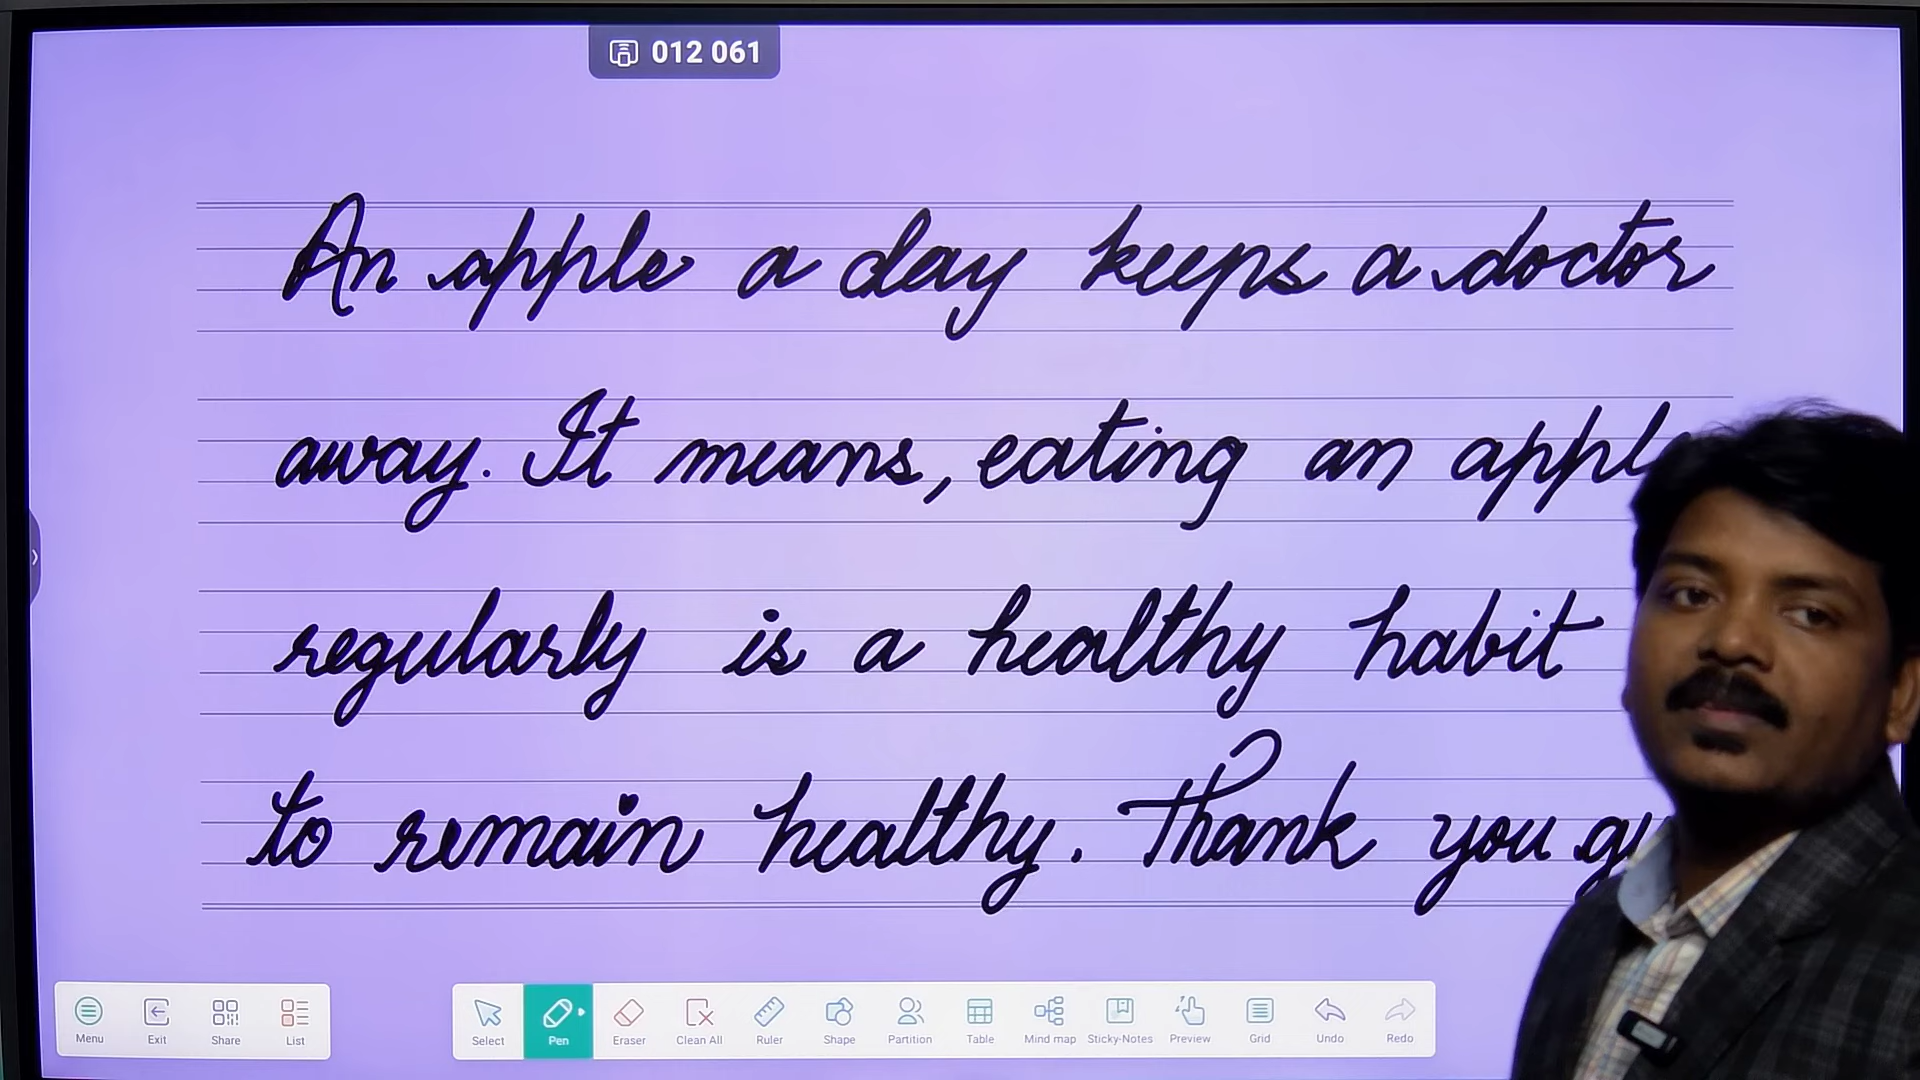 012 061
An apple a day keeps a doctor
away. It means, eating an appl
regularly is a healthy habit
to remain healthy. Thank you
Menu Exit Share List Select Pen Eraser Clean All Ruler Shape Partition Table Mind map Sticky-Notes Preview Grid Undo Redo